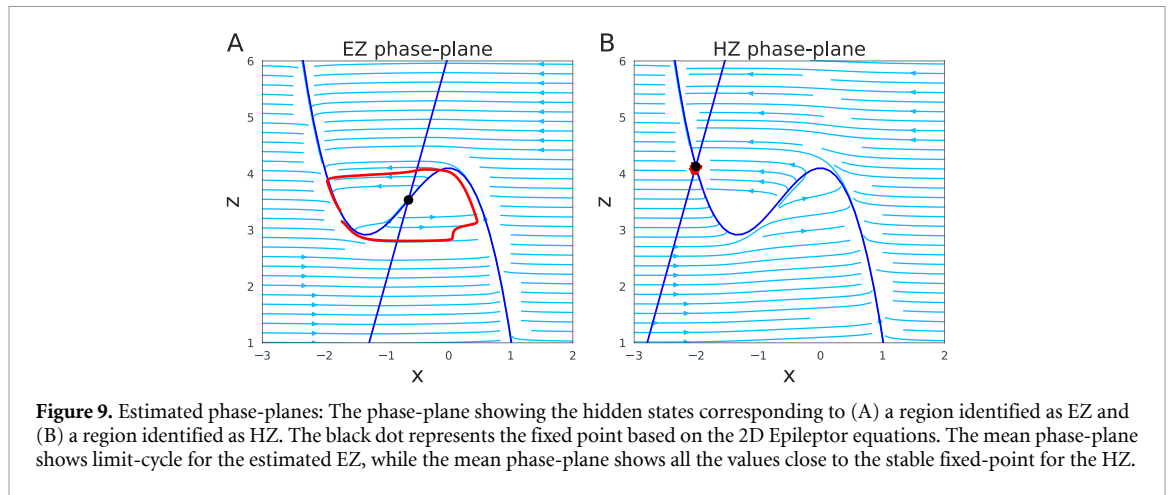 A
EZ phase-plane
6
5
4
3
2
1
z
−3 −2 −1 0 1 2
x
B
HZ phase-plane
6
5
4
3
2
1
z
−3 −2 −1 0 1 2
x
Figure 9. Estimated phase-planes: The phase-plane showing the hidden states corresponding to (A) a region identified as EZ and
(B) a region identified as HZ. The black dot represents the fixed point based on the 2D Epileptor equations. The mean phase-plane
shows limit-cycle for the estimated EZ, while the mean phase-plane shows all the values close to the stable fixed-point for the HZ.